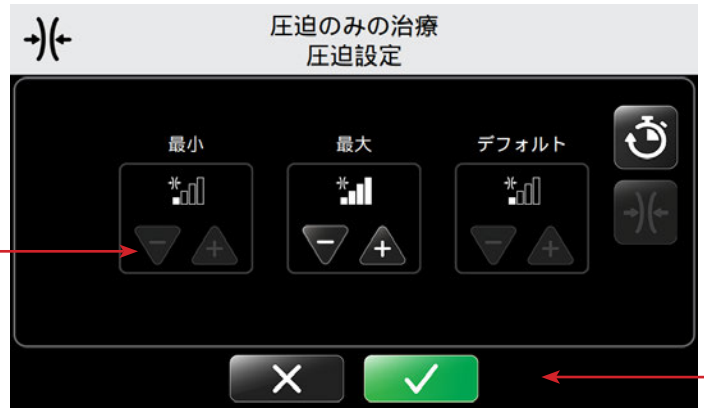 圧迫のみの治療
圧迫設定
最小
最大
デフォルト